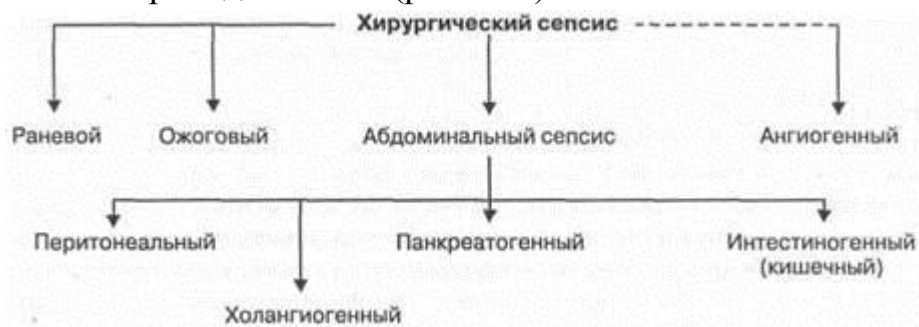 Хирургический сепсис
Раневой Ожоговый Абдоминальный сепсис Ангиогенный
Перитонеальный Панкреатогенный Интестиногенный
(кишечный)
Холангиогенный